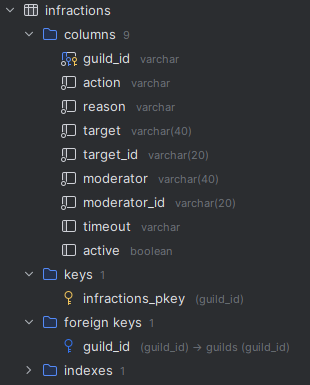 infractions
columns 9
guild_id varchar
action varchar
reason varchar
target varchar(40)
target_id varchar(20)
moderator varchar(40)
moderator_id varchar(20)
timeout varchar
active boolean
keys 1
infractions_pkey (guild_id)
foreign keys 1
guild_id (guild_id) → guilds (guild_id)
indexes 1